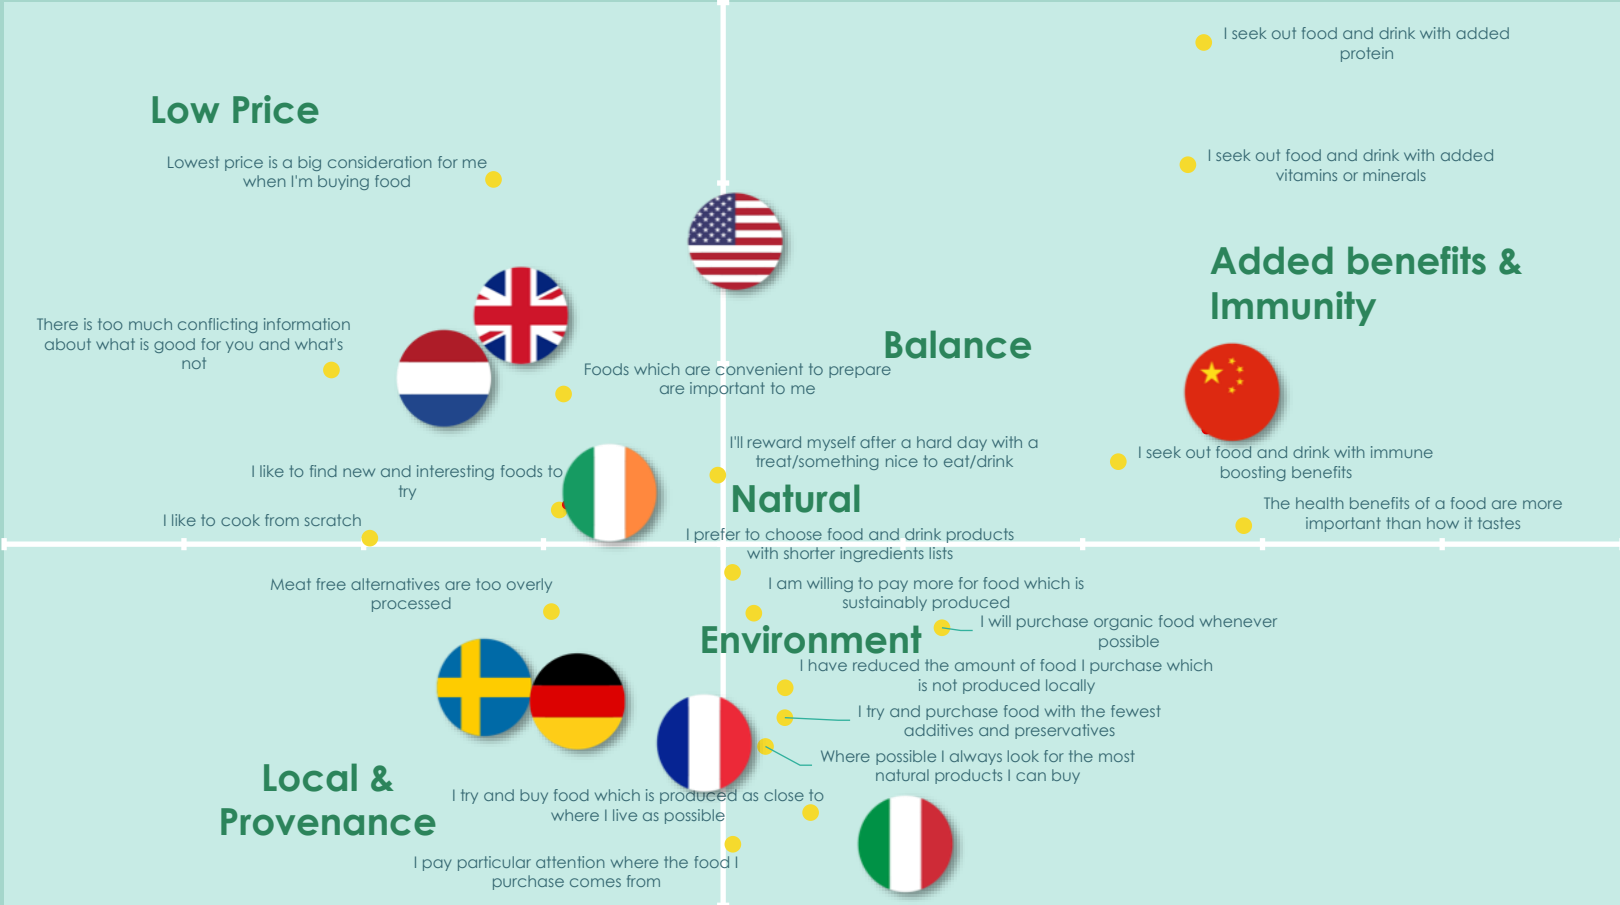 I seek out food and drink with added
protein
Low Price
Lowest price is a big consideration for me
when I'm buying food
I seek out food and drink with added
vitamins or minerals
Added benefits &
Immunity
There is too much conflicting information
about what is good for you and what's
not
Balance
Foods which are convenient to prepare
are important to me
I'll reward myself after a hard day with a
treat/something nice to eat/drink
I seek out food and drink with immune
boosting benefits
I like to find new and interesting foods to
try
Natural
The health benefits of a food are more
important than how it tastes
I like to cook from scratch
I prefer to choose food and drink products
with shorter ingredients lists
Meat free alternatives are too overly
processed
I am willing to pay more for food which is
sustainably produced
Environment
I will purchase organic food whenever
possible
I have reduced the amount of food I purchase which
is not produced locally
I try and purchase food with the fewest
additives and preservatives
Where possible I always look for the most
natural products I can buy
Local &
Provenance
I try and buy food which is produced as close to
where I live as possible
I pay particular attention where the food I
purchase comes from